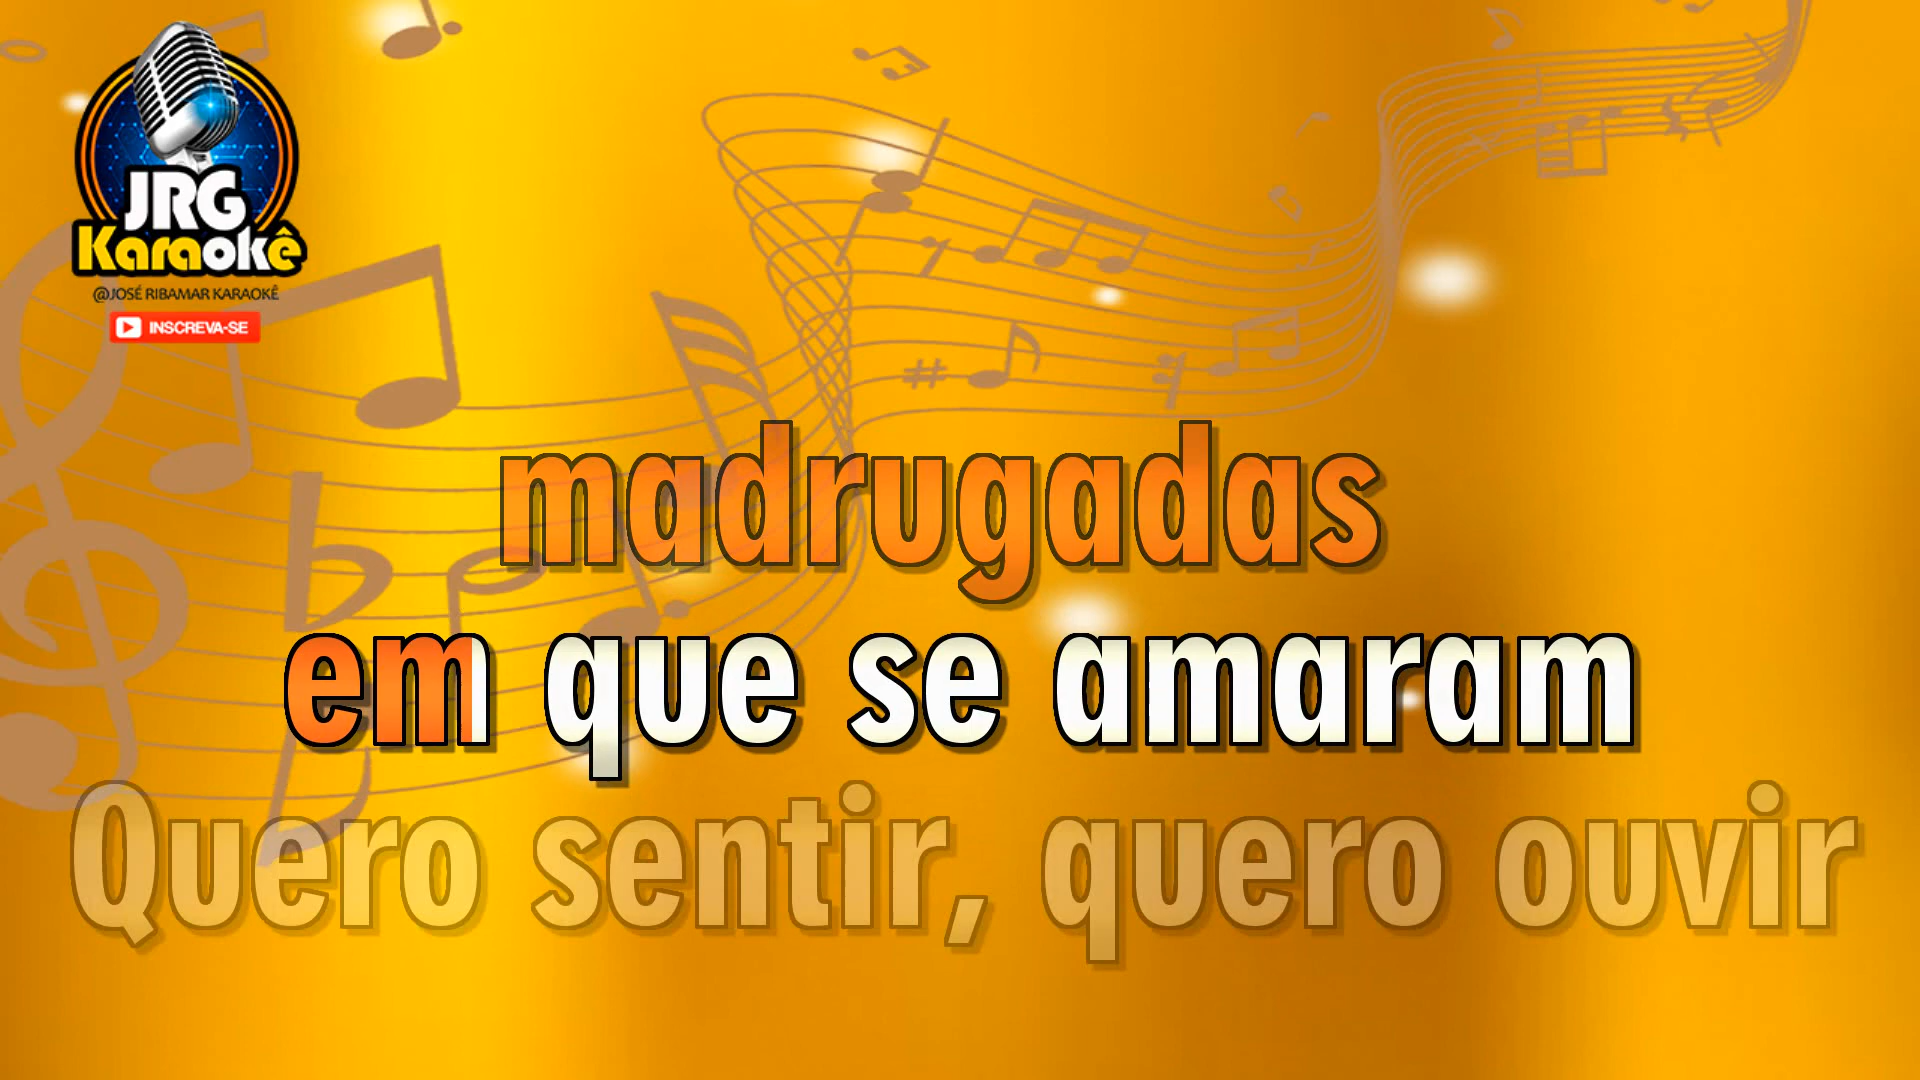 JRG
Karaokê
@JOSÉ RIBAMAR KARAOKÊ
INSCREVA-SE
madrugadas
em que se amaram
Quero sentir, quero ouvir